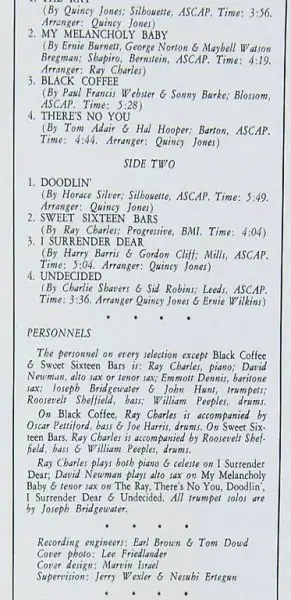 1. THE RAY
(By Quincy Jones; Silhouette, ASCAP. Time: 3:56.
Arranger: Quincy Jones)
2. MY MELANCHOLY BABY
(By Ernie Burnett, George Norton & Maybell Watson
Bregman; Shapiro, Bernstein, ASCAP. Time: 4:19.
Arranger: Ray Charles)
3. BLACK COFFEE
(By Paul Francis Webster & Sonny Burke; Blossom,
ASCAP. Time: 5:28)
4. THERE'S NO YOU
(By Tom Adair & Hal Hooper; Barton, ASCAP.
Time: 4:44. Arranger: Quincy Jones)
SIDE TWO
1. DOODLIN'
(By Horace Silver; Silhouette, ASCAP. Time: 5:49.
Arranger: Quincy Jones)
2. SWEET SIXTEEN BARS
(By Ray Charles; Progressive, BMI. Time: 4:04)
3. I SURRENDER DEAR
(By Harry Barris & Gordon Cliff; Mills, ASCAP.
Time: 5:04. Arranger: Quincy Jones)
4. UNDECIDED
(By Charlie Shavers & Sid Robins; Leeds, ASCAP.
Time: 3:36. Arranger Quincy Jones & Ernie Wilkins)
* * * *
PERSONNELS
The personnel on every selection except Black Coffee
& Sweet Sixteen Bars is: Ray Charles, piano; David
Newman, alto sax or tenor sax; Emmott Dennis, baritone
sax; Joseph Bridgewater & John Hunt, trumpets;
Roosevelt Sheffield, bass; William Peeples, drums.
On Black Coffee, Ray Charles is accompanied by
Oscar Pettiford, bass & Joe Harris, drums. On Sweet Six-
teen Bars, Ray Charles is accompanied by Roosevelt Shef-
field, bass & William Peeples, drums.
Ray Charles plays both piano & celeste on I Surrender
Dear; David Newman plays alto sax on My Melancholy
Baby & tenor sax on The Ray, There's No You, Doodlin',
I Surrender Dear & Undecided. All trumpet solos are
by Joseph Bridgewater.
* * * *
Recording engineers: Earl Brown & Tom Dowd
Cover photo: Lee Friedlander
Cover design: Marvin Israel
Supervision: Jerry Wexler & Nesuhi Ertegun
* * * *